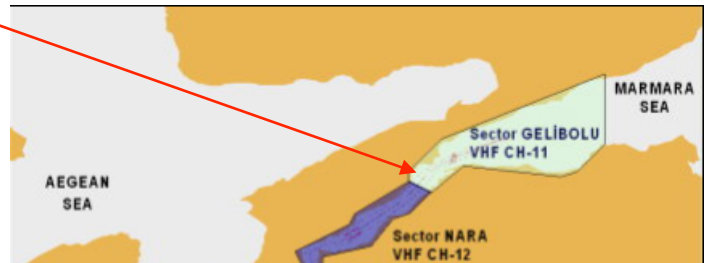 MARMARA
SEA
Sector GELİBOLU
VHF CH-11
AEGEAN
SEA
Sector NARA
VHF CH-12